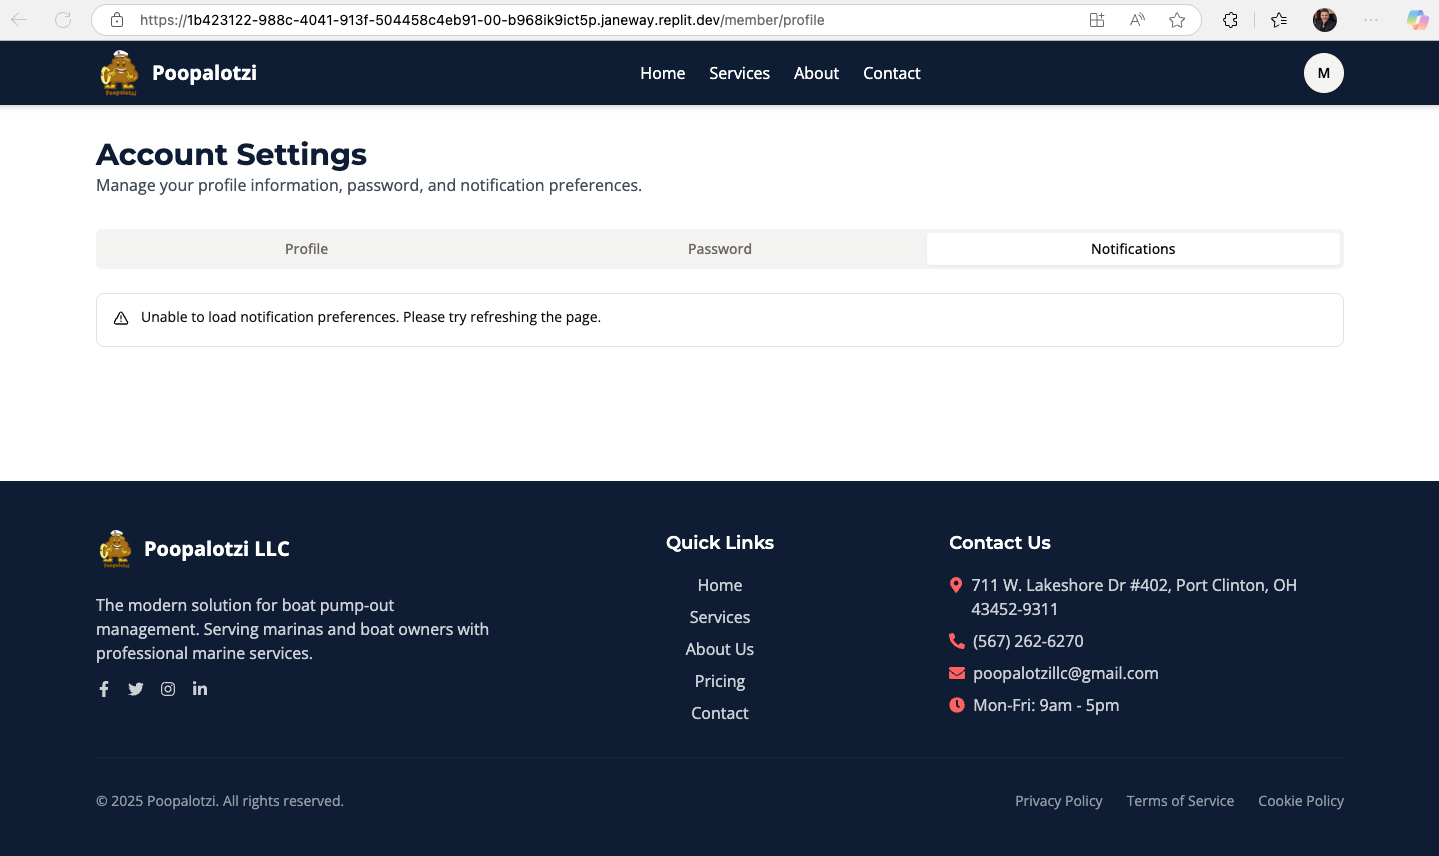 https://1b423122-988c-4041-913f-504458c4eb91-00-b968ik9ict5p.janeway.replit.dev/member/profile
Poopalotzi
Home
Services
About
Contact
M
Account Settings
Manage your profile information, password, and notification preferences.
Profile
Password
Notifications
Unable to load notification preferences. Please try refreshing the page.
Poopalotzi LLC
The modern solution for boat pump-out
management. Serving marinas and boat owners with
professional marine services.
Quick Links
Home
Services
About Us
Pricing
Contact
Contact Us
711 W. Lakeshore Dr #402, Port Clinton, OH
43452-9311
(567) 262-6270
poopalotzillc@gmail.com
Mon-Fri: 9am - 5pm
© 2025 Poopalotzi. All rights reserved.
Privacy Policy
Terms of Service
Cookie Policy